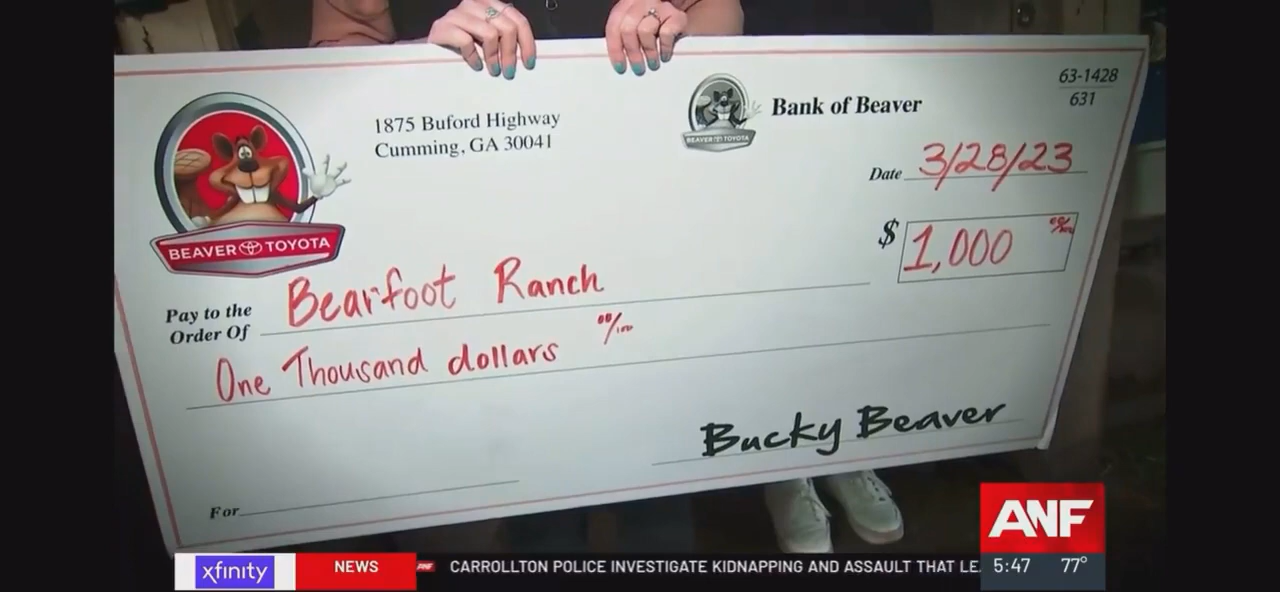 1875 Buford Highway
Cumming, GA 30041
BEAVER TOYOTA
Bank of Beaver
63-1428
631
BEAVER TOYOTA
Date 3/28/23
$ 1,000 00/100
Pay to the
Order Of Bearfoot Ranch
One Thousand dollars 00/100
Bucky Beaver
For
ANF
xfinity NEWS ANF CARROLLTON POLICE INVESTIGATE KIDNAPPING AND ASSAULT THAT LE 5:47 77°